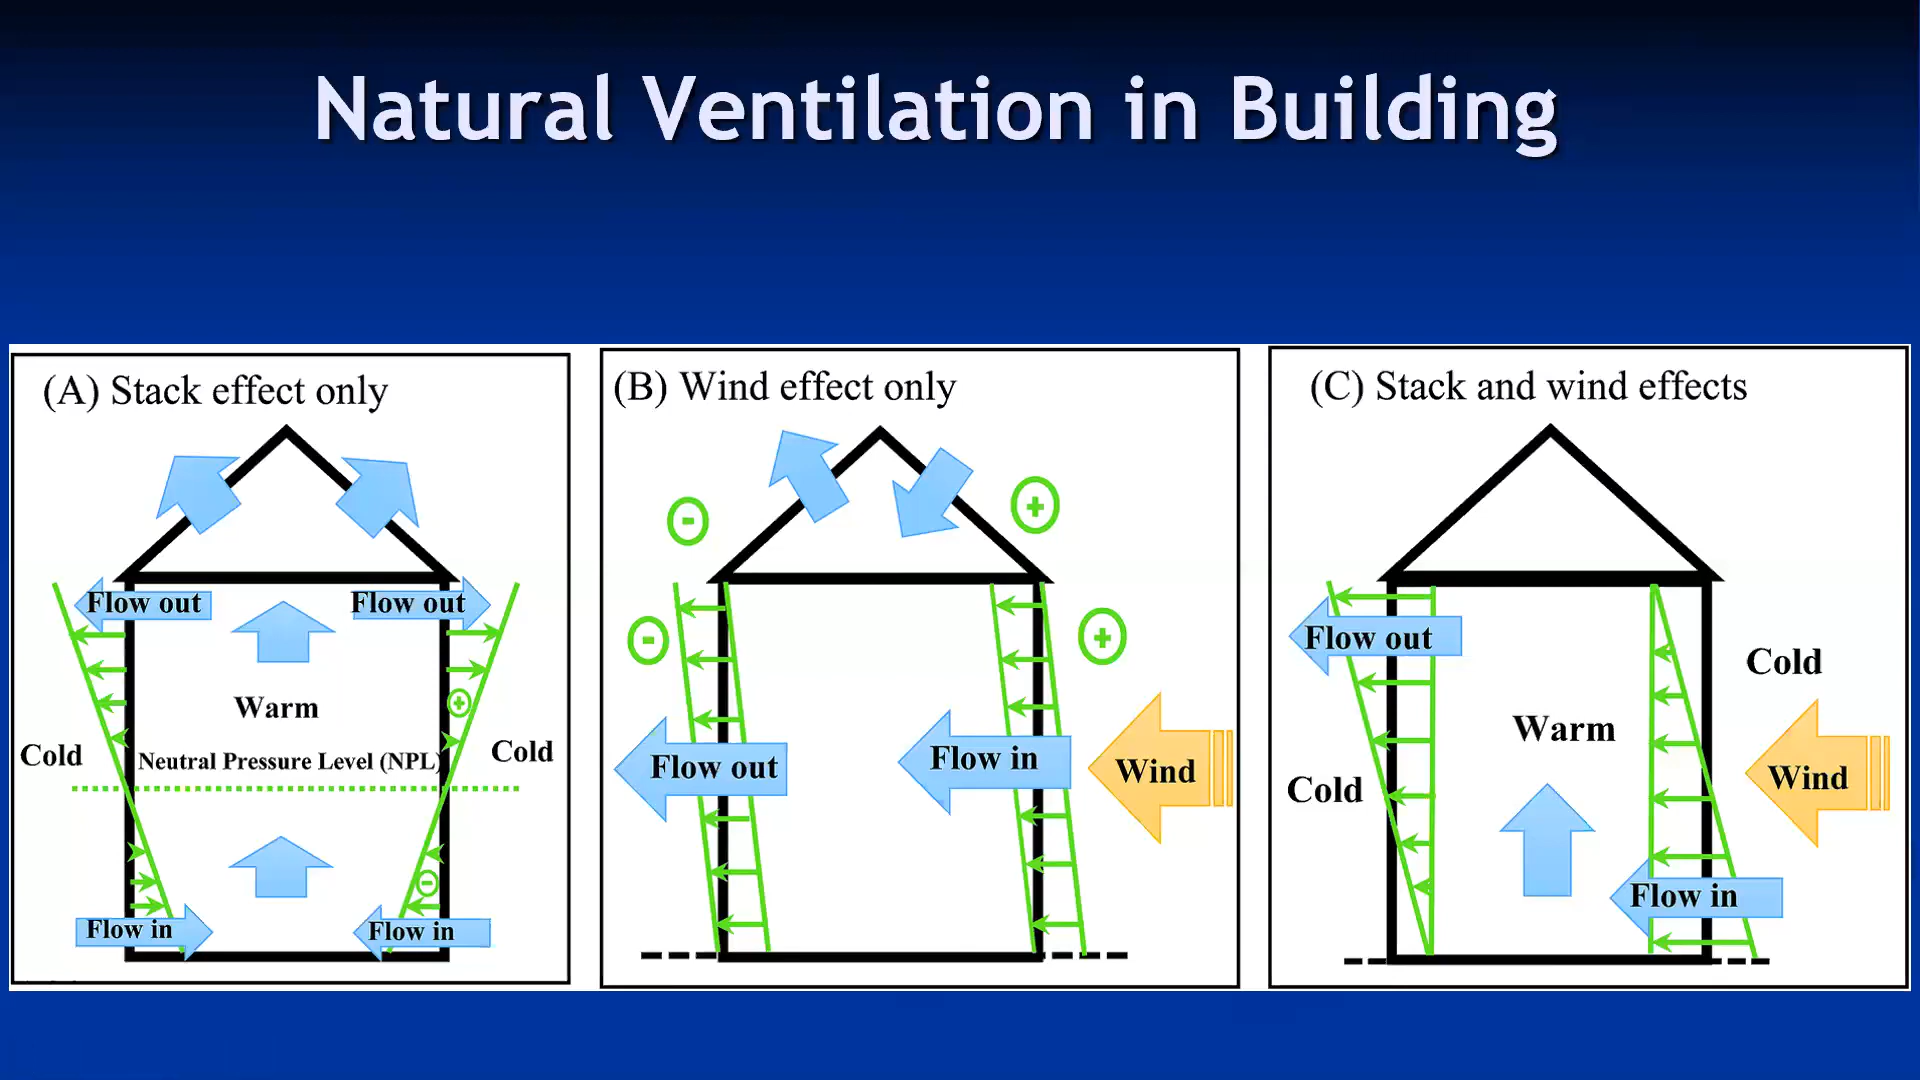 Natural Ventilation in Building
(A) Stack effect only
Flow out
Flow out
Warm
Cold
Neutral Pressure Level (NPL)
Cold
+
-
Flow in
Flow in
(B) Wind effect only
-
+
-
+
Flow out
Flow in
Wind
(C) Stack and wind effects
Flow out
Cold
Warm
Cold
Wind
Flow in